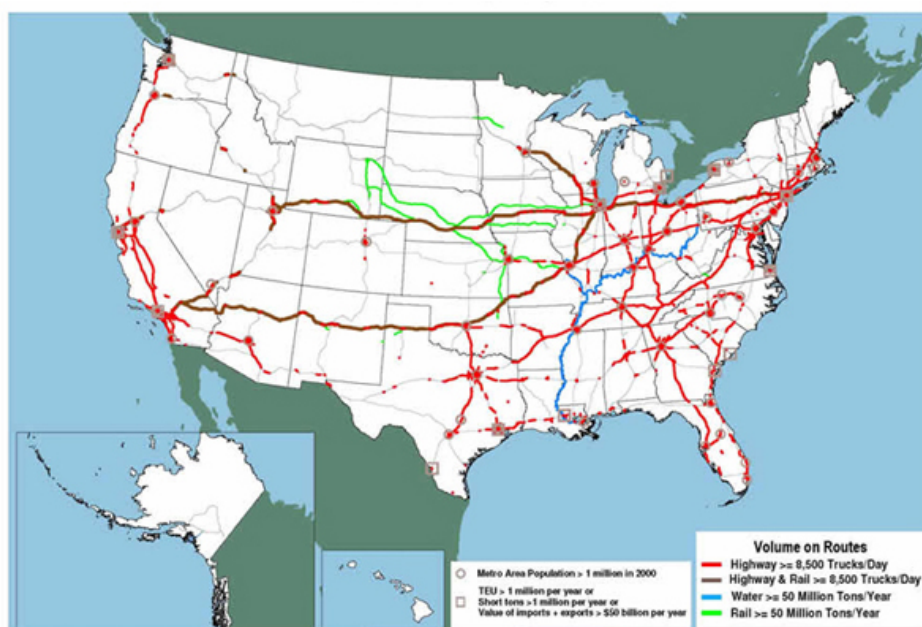 Metro Area Population > 1 million in 2000
TEU > 1 million per year or
Short tons >1 million per year or
Value of imports + exports > $50 billion per year
Volume on Routes
Highway >= 8,500 Trucks/Day
Highway & Rail >= 8,500 Trucks/Day
Water >= 50 Million Tons/Year
Rail >= 50 Million Tons/Year